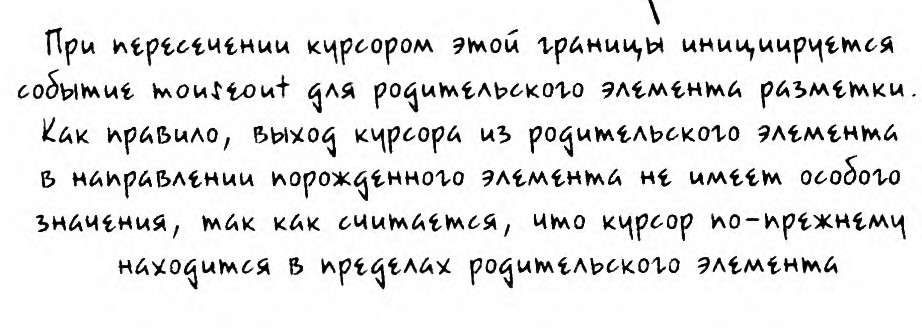 При пересечении курсором этой границы инициируется
событие mouseout для родительского элемента разметки.
Как правило, выход курсора из родительского элемента
в направлении порожденного элемента не имеет особого
значения, так как считается, что курсор по-прежнему
находится в пределах родительского элемента